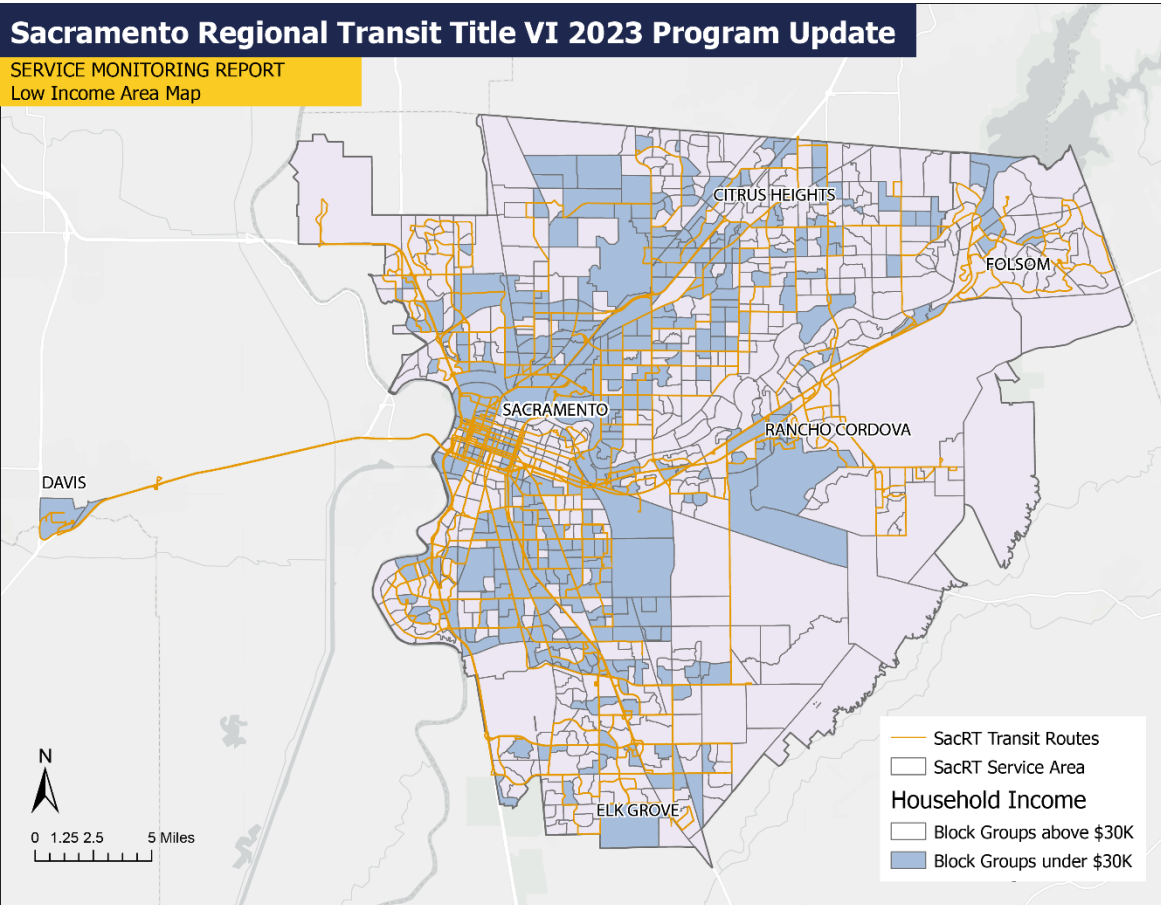 Sacramento Regional Transit Title VI 2023 Program Update
SERVICE MONITORING REPORT
Low Income Area Map
CITRUS HEIGHTS
FOLSOM
SACRAMENTO
RANCHO CORDOVA
DAVIS
ELK GROVE
N
0 1.25 2.5 5 Miles
SacRT Transit Routes
SacRT Service Area
Household Income
Block Groups above $30K
Block Groups under $30K